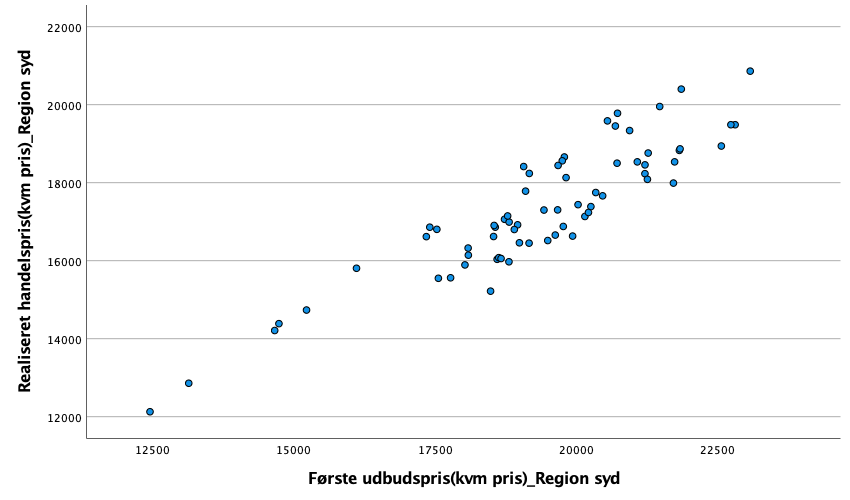 Realiseret handelspris(kvm pris)_Region syd
22000
20000
18000
16000
14000
12000
12500 15000 17500 20000 22500
Første udbudspris(kvm pris)_Region syd